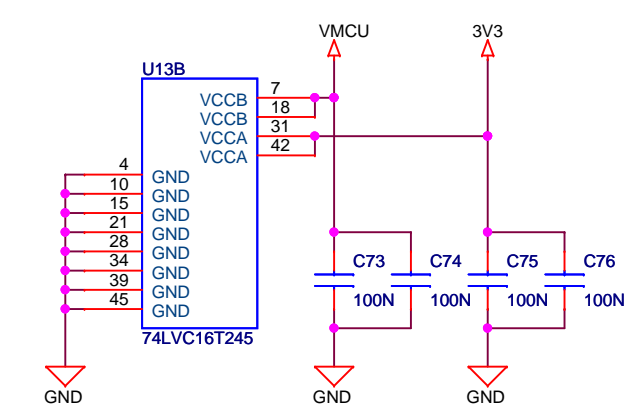 VMCU 3V3
U13B
VCCB 7
VCCB 18
VCCA 31
VCCA 42
4 GND
10 GND
15 GND
21 GND
28 GND
34 GND
39 GND
45 GND
74LVC16T245
C73 C74 C75 C76
100N 100N 100N 100N
GND GND GND